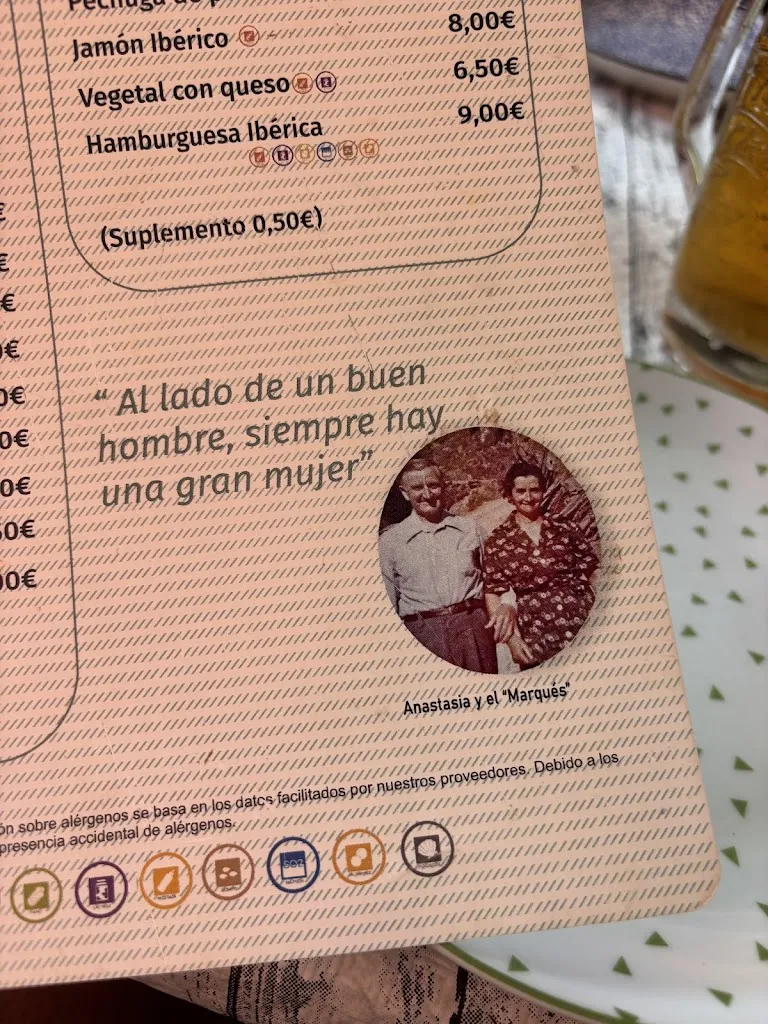 Jamón Ibérico
8,00€
Vegetal con queso
6,50€
Hamburguesa Ibérica
9,00€
(Suplemento 0,50€)
“ Al lado de un buen
hombre, siempre hay
una gran mujer”
Anastasia y el "Marqués"
sobre alérgenos se basa en los datos facilitados por nuestros proveedores. Debido a los
presencia accidental de alérgenos.
SO2